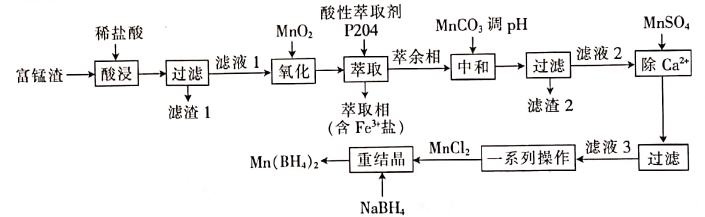 稀盐酸
MnO₂
酸性萃取剂
P204
MnCO₃ 调 pH
MnSO₄
富锰渣
酸浸
过滤
滤液 1
氧化
萃取
萃余相
中和
过滤
滤液 2
除 Ca²⁺
滤渣 1
萃取相
(含 Fe³⁺盐)
滤渣 2
Mn(BH₄)₂
重结晶
MnCl₂
一系列操作
滤液 3
过滤
NaBH₄